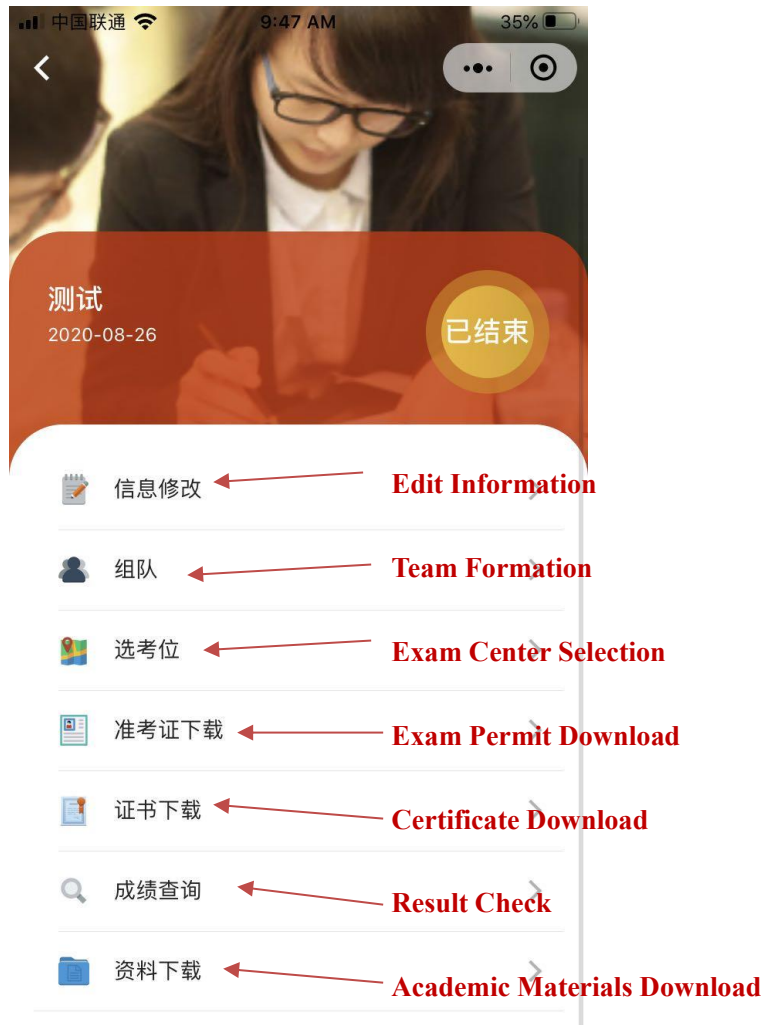 中国联通 9:47 AM 35%
测试
2020-08-26
已结束
信息修改 Edit Information
组队 Team Formation
选考位 Exam Center Selection
准考证下载 Exam Permit Download
证书下载 Certificate Download
成绩查询 Result Check
资料下载 Academic Materials Download